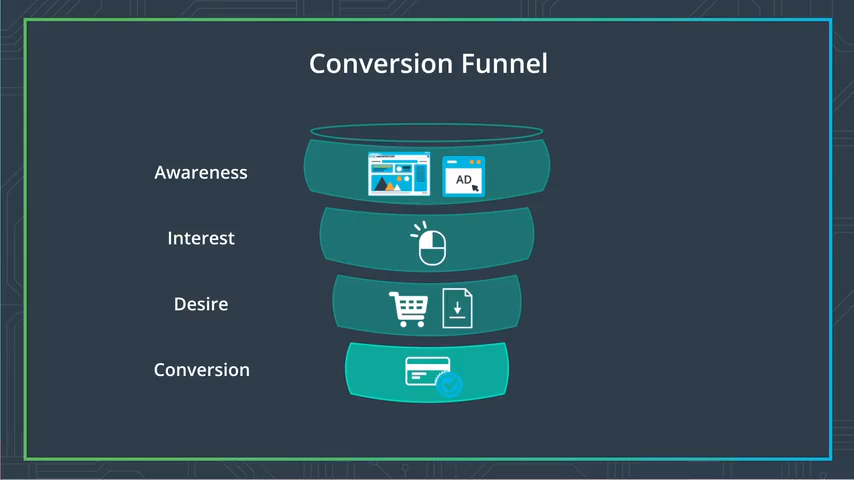 Conversion Funnel
Awareness
AD
Interest
Desire
Conversion